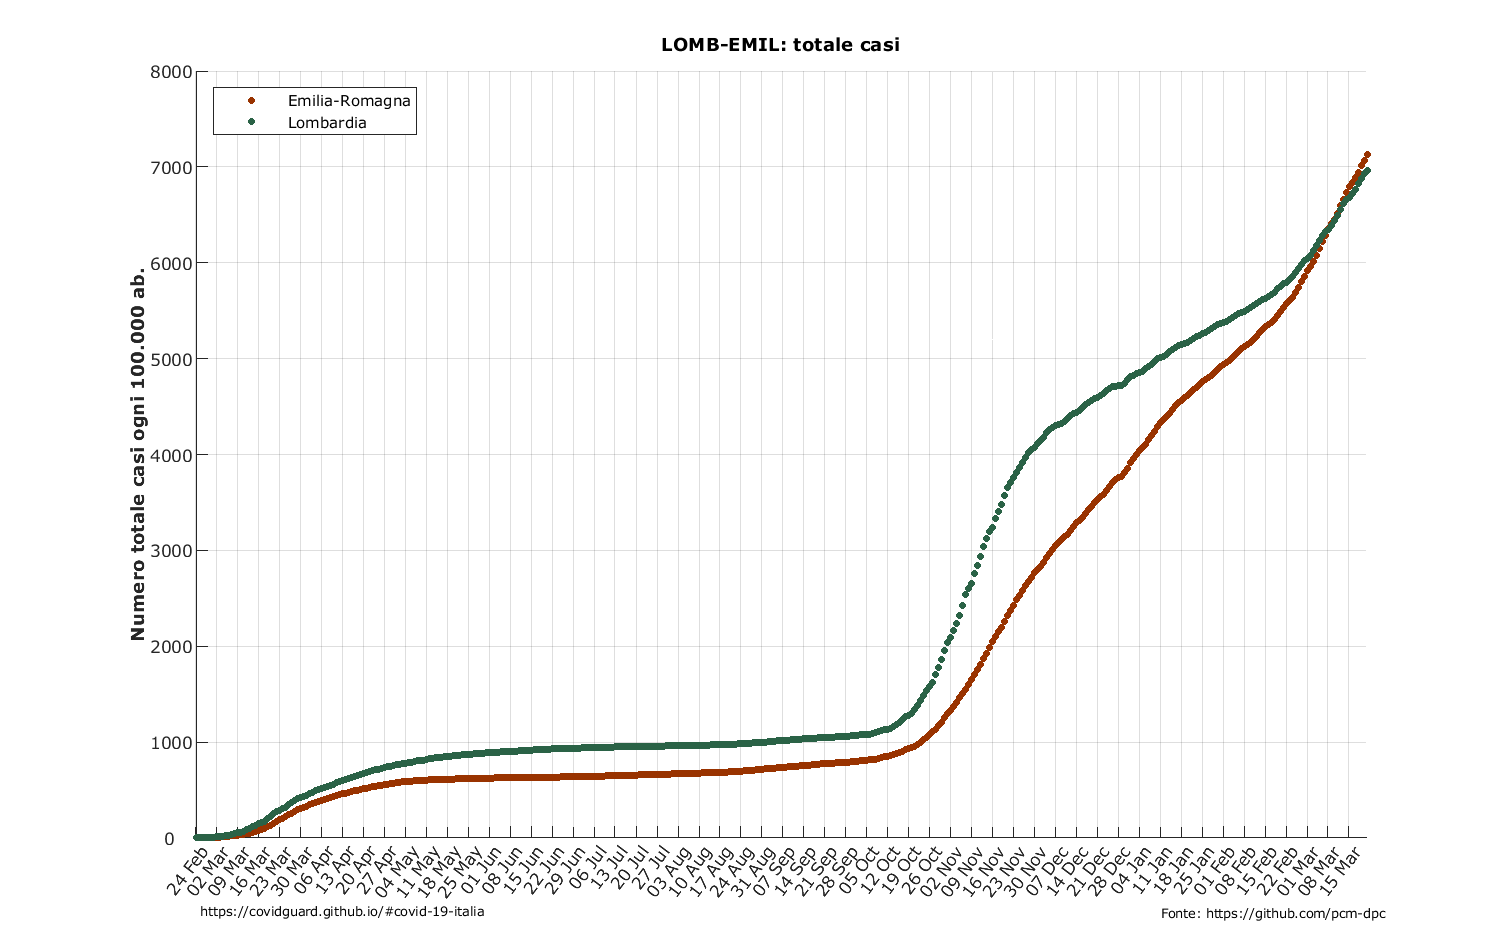 LOMB-EMIL: totale casi
Numero totale casi ogni 100.000 ab.
8000
7000
6000
5000
4000
3000
2000
1000
0
Emilia-Romagna
Lombardia
24 Feb
02 Mar
09 Mar
16 Mar
23 Mar
30 Mar
06 Apr
13 Apr
20 Apr
27 Apr
04 May
11 May
18 May
25 May
01 Jun
08 Jun
15 Jun
22 Jun
29 Jun
06 Jul
13 Jul
20 Jul
27 Jul
03 Aug
10 Aug
17 Aug
24 Aug
31 Aug
07 Sep
14 Sep
21 Sep
28 Sep
05 Oct
12 Oct
19 Oct
26 Oct
02 Nov
09 Nov
16 Nov
23 Nov
30 Nov
07 Dec
14 Dec
21 Dec
28 Dec
04 Jan
11 Jan
18 Jan
25 Jan
01 Feb
08 Feb
15 Feb
22 Feb
01 Mar
08 Mar
15 Mar
https://covidguard.github.io/#covid-19-italia
Fonte: https://github.com/pcm-dpc